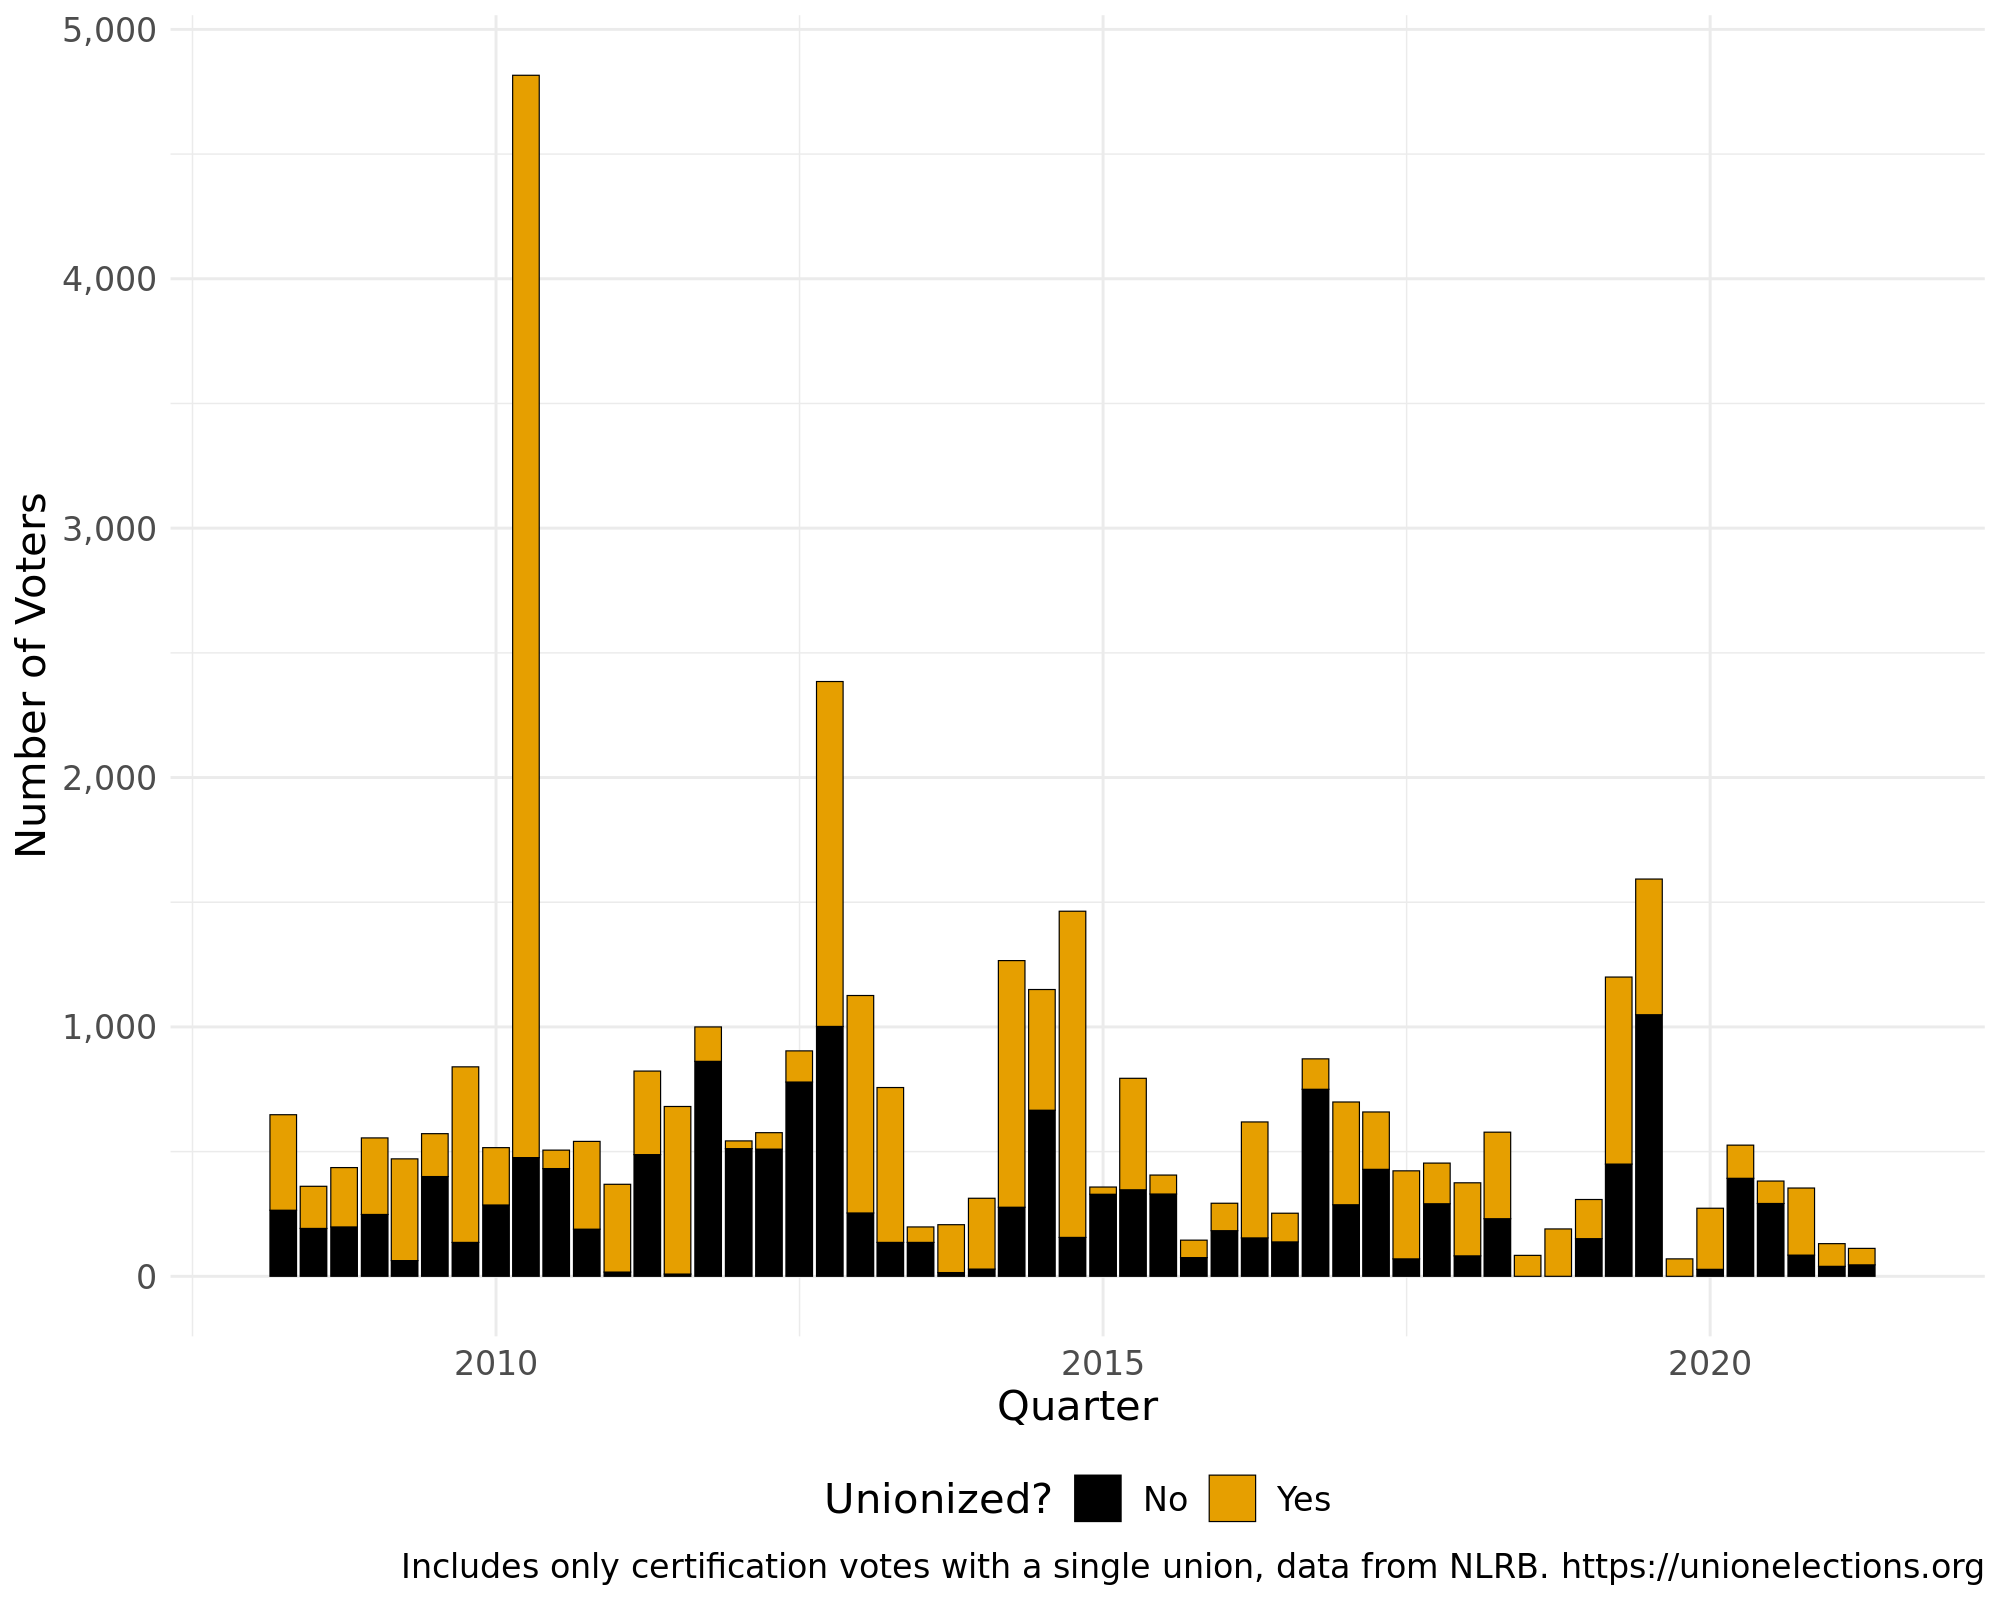 5,000
4,000
3,000
2,000
1,000
0
Number of Voters
2010 2015 2020
Quarter
Unionized? No Yes
Includes only certification votes with a single union, data from NLRB. https://unionelections.org